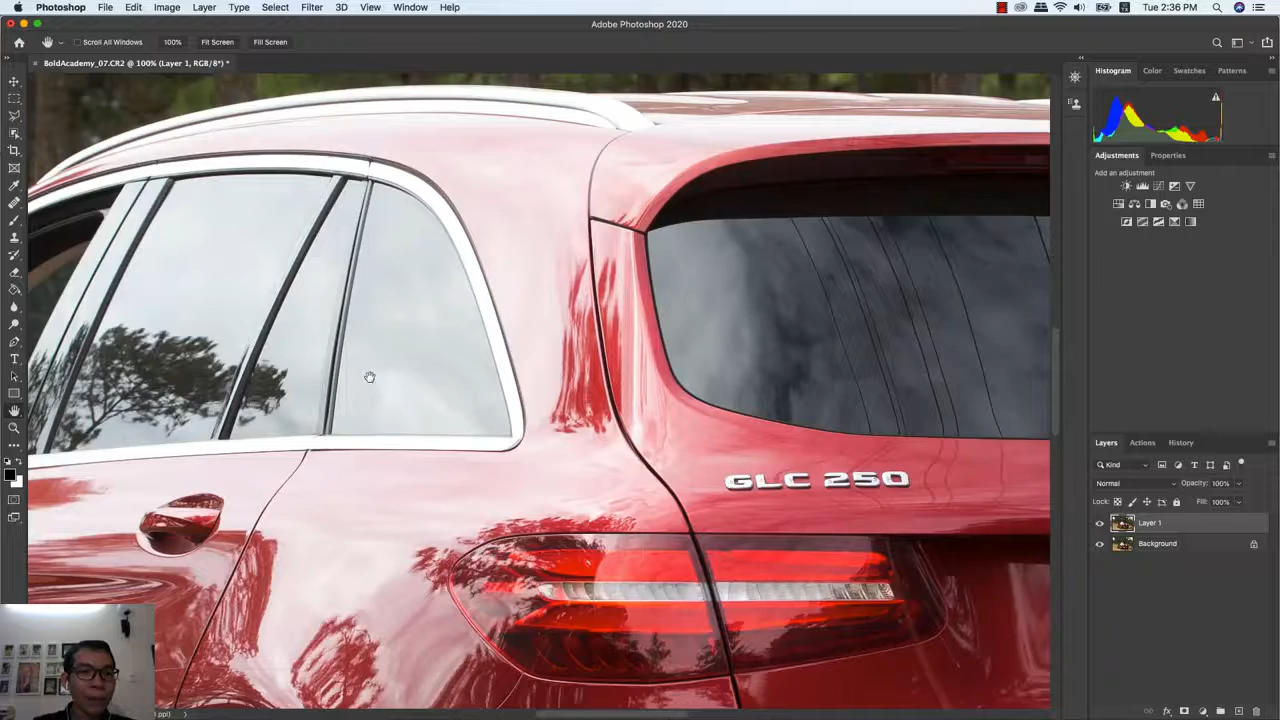 Photoshop File Edit Image Layer Type Select Filter 3D View Window Help Tue 2:36 PM
Adobe Photoshop 2020
Scroll All Windows 100% Fit Screen Fill Screen
BoldAcademy_07.CR2 @ 100% (Layer 1, RGB/8*) *
Histogram Color Swatches Patterns
Adjustments Properties
Add an adjustment
GLC 250
Layers Actions History
Kind
Normal Opacity: 100%
Lock: Fill: 100%
Layer 1
Background
ppi)